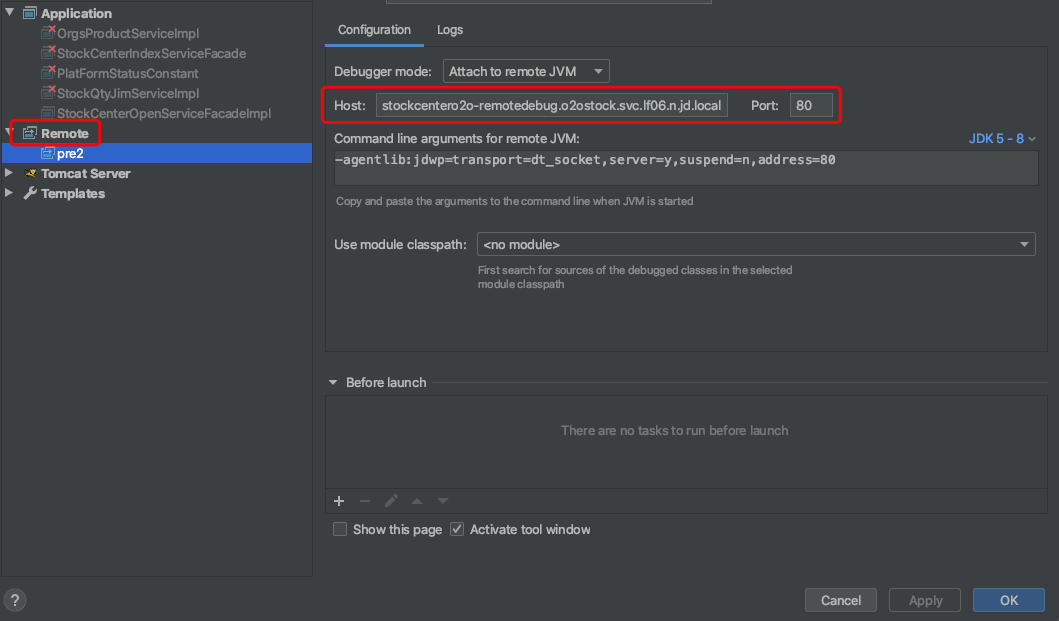 Application
OrgsProductServiceImpl
StockCenterIndexServiceFacade
PlatFormStatusConstant
StockQtyJimServiceImpl
StockCenterOpenServiceFacadeImpl
Remote
pre2
Tomcat Server
Templates
Configuration Logs
Debugger mode: Attach to remote JVM
Host: stockcentero2o-remotedebug.o2ostock.svc.lf06.n.jd.local Port: 80
Command line arguments for remote JVM: JDK 5 - 8
-agentlib:jdwp=transport=dt_socket,server=y,suspend=n,address=80
Copy and paste the arguments to the command line when JVM is started
Use module classpath: <no module>
First search for sources of the debugged classes in the selected
module classpath
Before launch
There are no tasks to run before launch
Show this page Activate tool window
? Cancel Apply OK